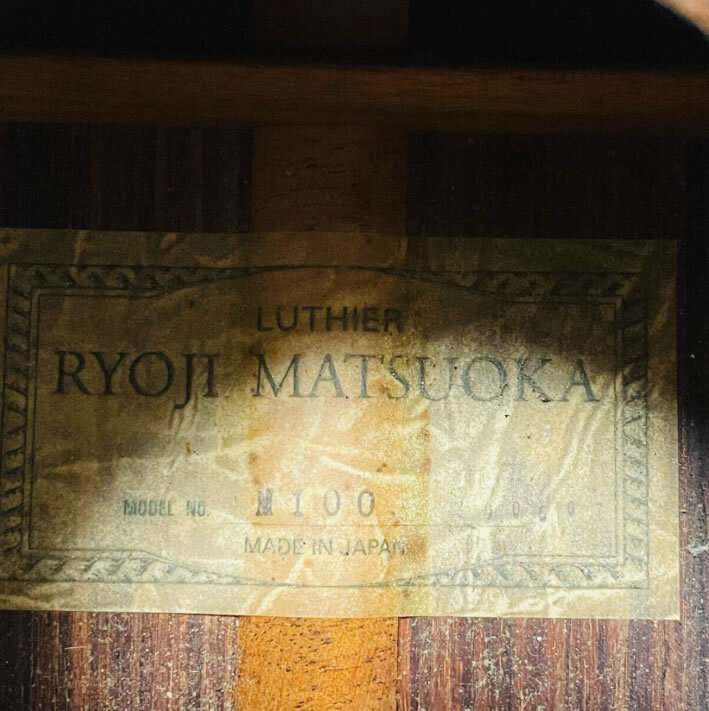 LUTHIER
RYOJI MATSUOKA
MODEL NO. M100
MADE IN JAPAN